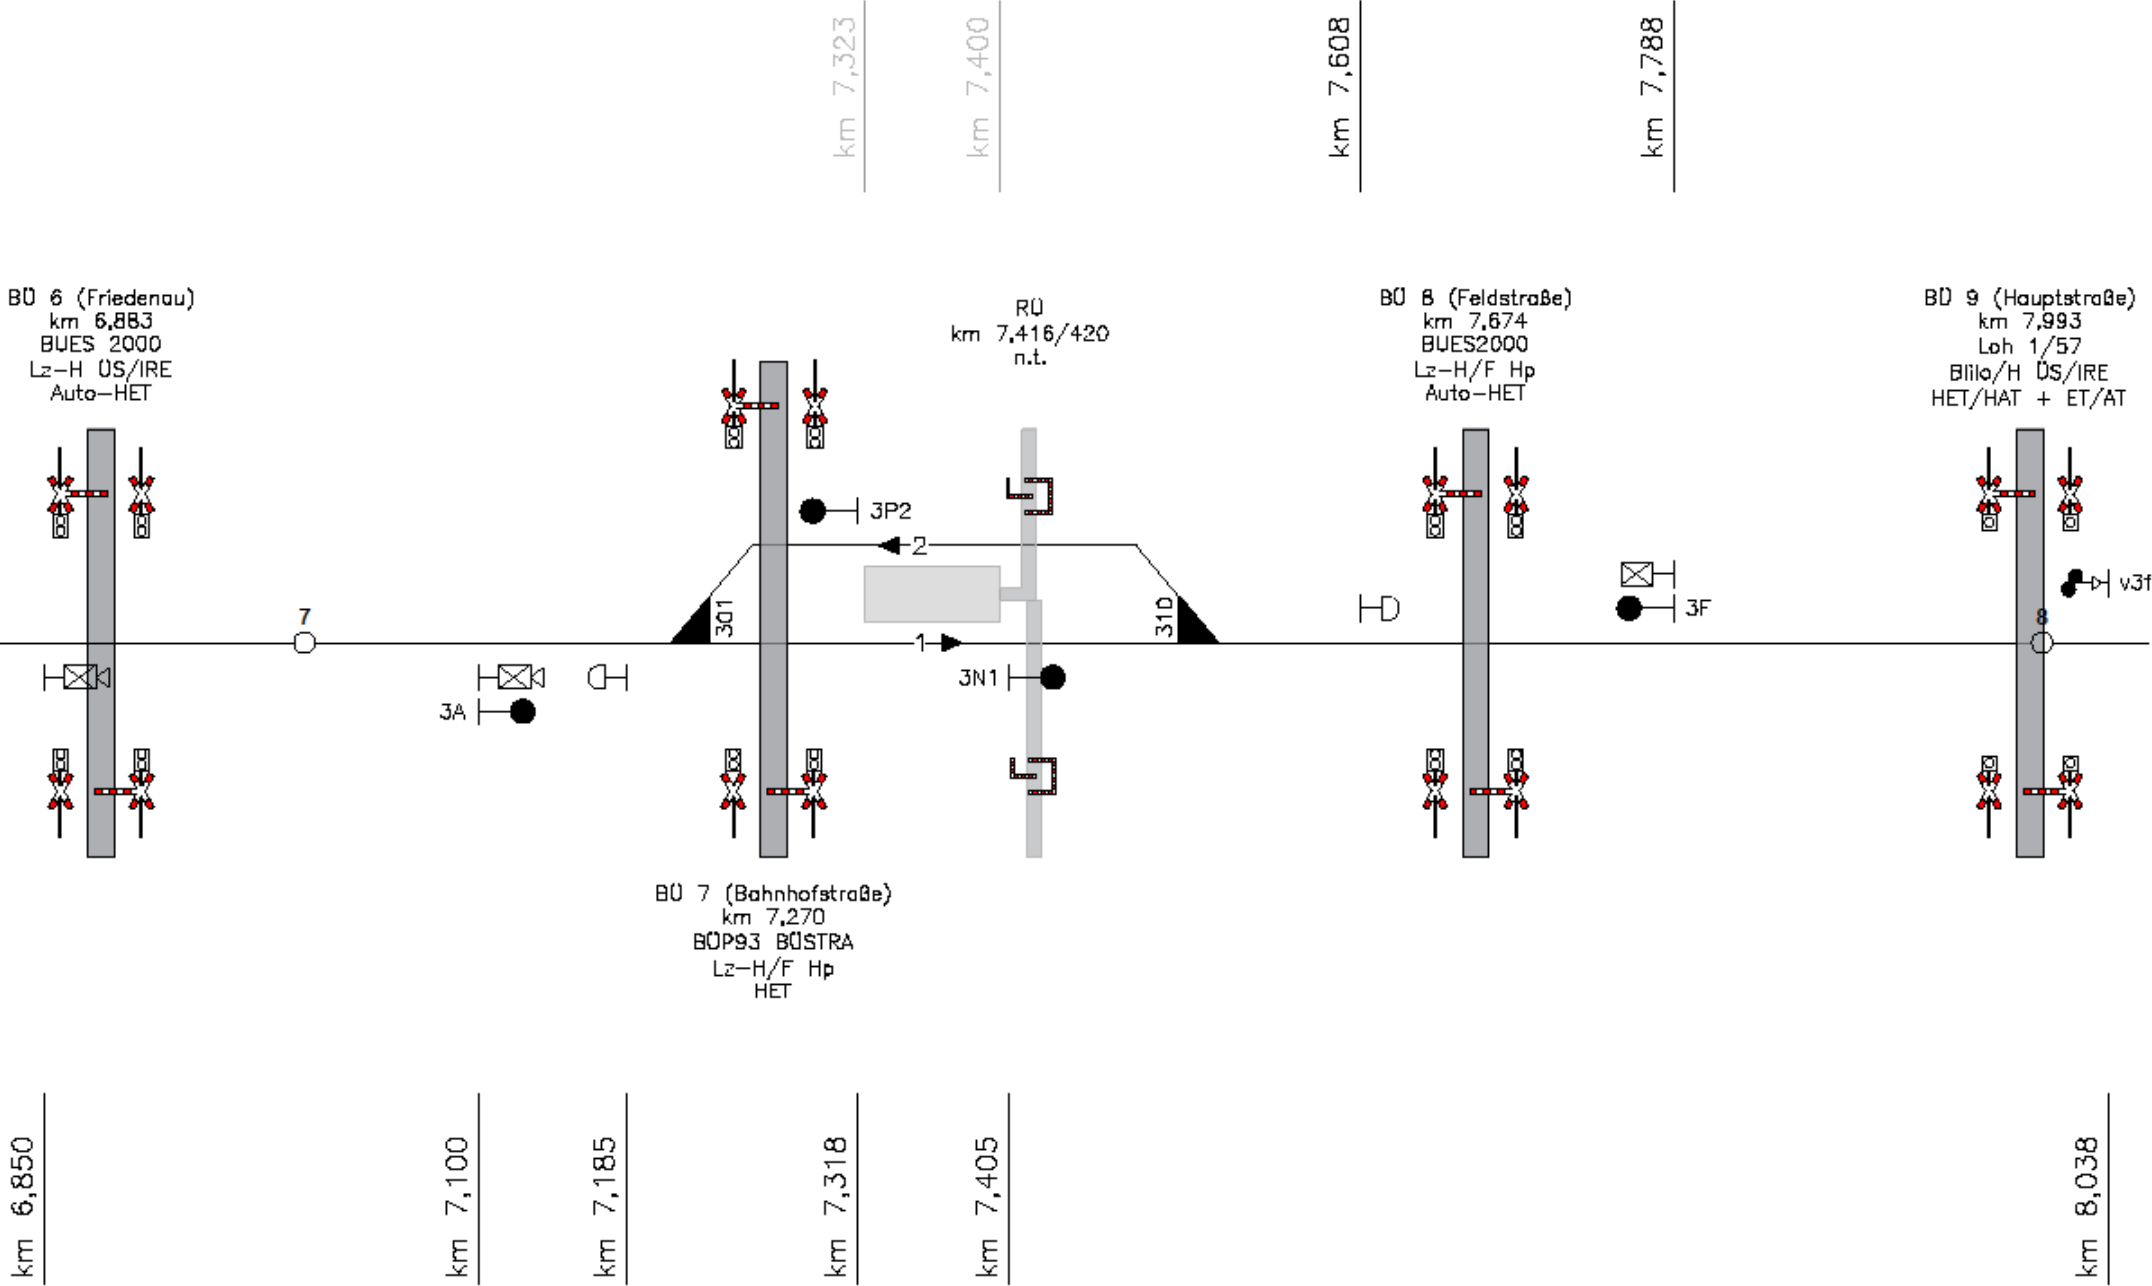 km 7,323
km 7,400
km 7,608
km 7,788
BÜ 6 (Friedenau)
km 6,883
BUES 2000
Lz-H ÜS/IRE
Auto-HET
RÜ
km 7,416/420
n.t.
BÜ 8 (Feldstraße)
km 7,674
BUES2000
Lz-H/F Hp
Auto-HET
BÜ 9 (Hauptstraße)
km 7,993
Loh 1/57
Blilo/H ÜS/IRE
HET/HAT + ET/AT
3P2
2
v3f
7
301
310
3F
8
1
3N1
3A
BÜ 7 (Bahnhofstraße)
km 7,270
BÜP93 BÜSTRA
Lz-H/F Hp
HET
km 6,850
km 7,100
km 7,185
km 7,318
km 7,405
km 8,038